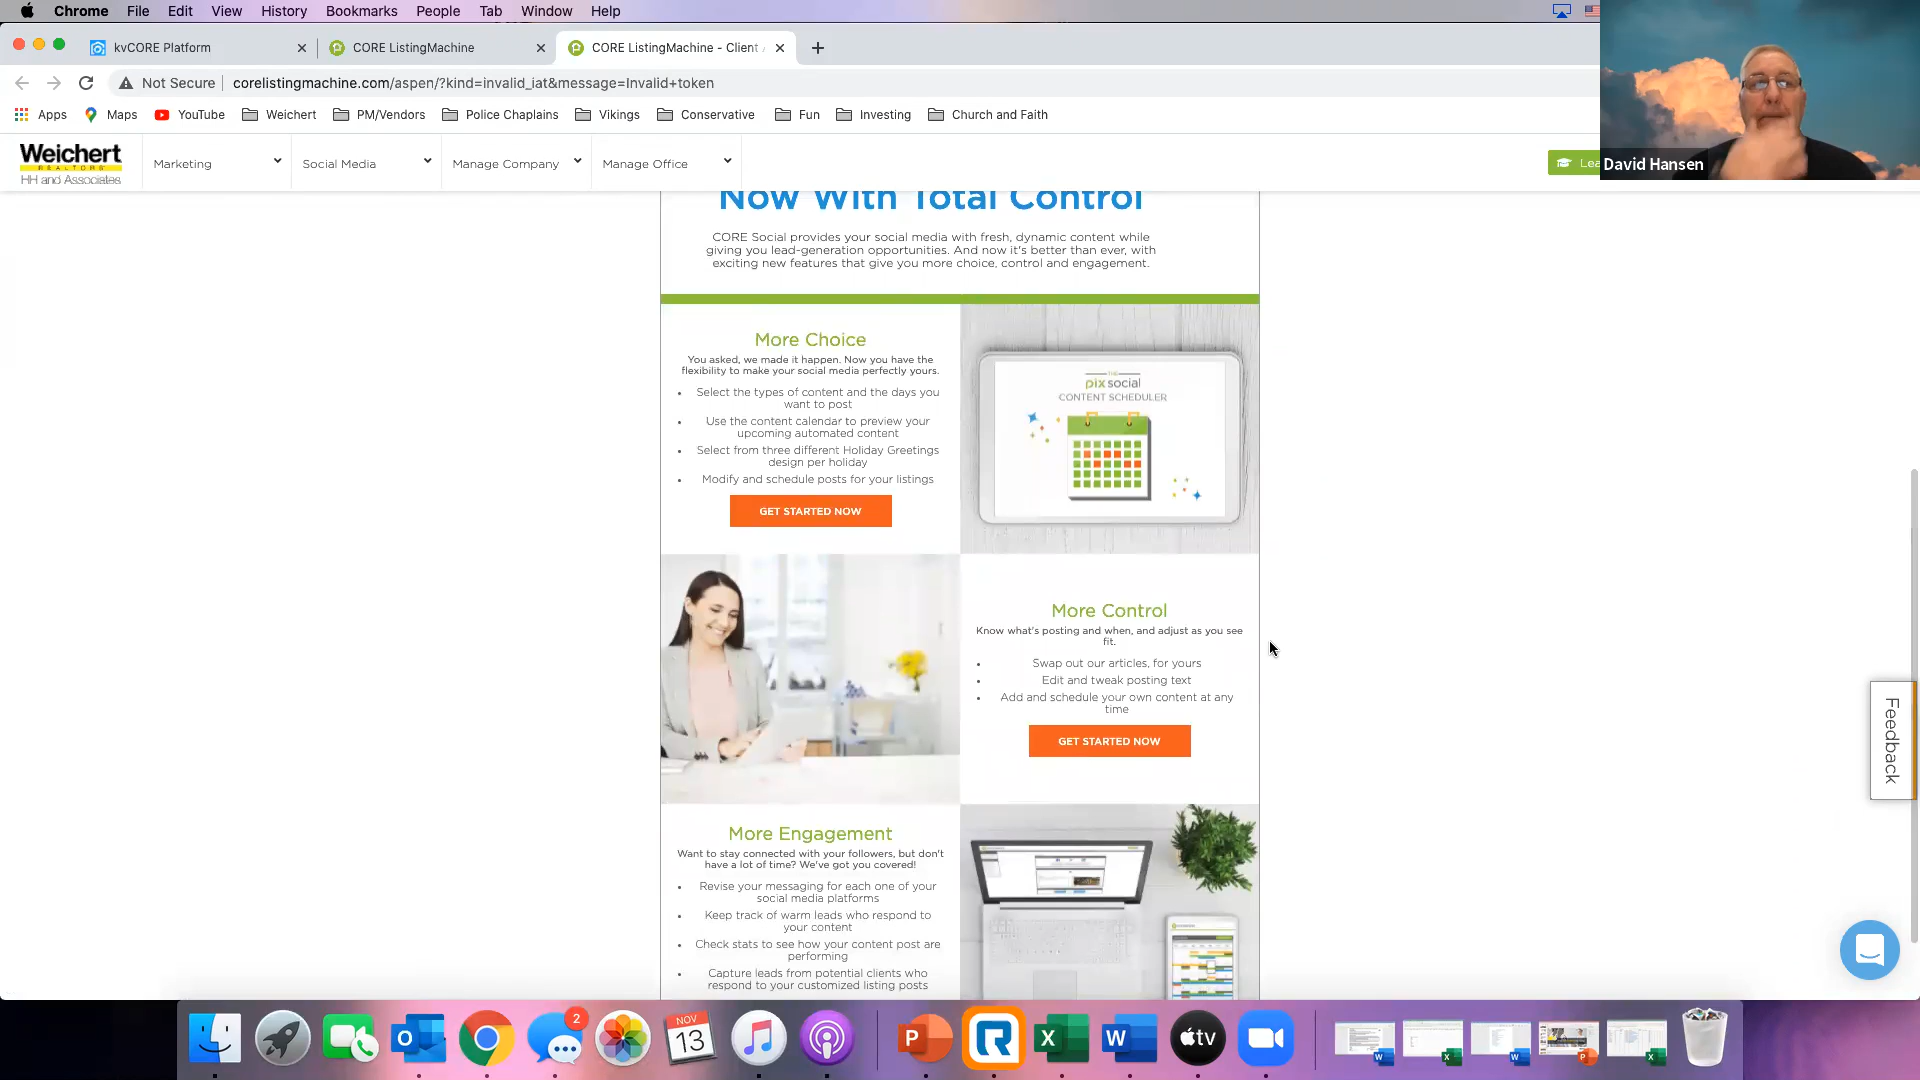 Chrome File Edit View History Bookmarks People Tab Window Help
kvCORE Platform
CORE ListingMachine
CORE ListingMachine - Client
Not Secure
corelistingmachine.com/aspen/?kind=invalid_iat&message=Invalid+token
Apps Maps YouTube Weichert PM/Vendors Police Chaplains Vikings Conservative Fun Investing Church and Faith
Weichert
REALTORS
HH and Associates
Marketing
Social Media
Manage Company
Manage Office
Lea
David Hansen
Now With Total Control
CORE Social provides your social media with fresh, dynamic content while
giving you lead-generation opportunities. And now it's better than ever, with
exciting new features that give you more choice, control and engagement.
More Choice
You asked, we made it happen. Now you have the
flexibility to make your social media perfectly yours.
• Select the types of content and the days you
want to post
• Use the content calendar to preview your
upcoming automated content
• Select from three different Holiday Greetings
design per holiday
• Modify and schedule posts for your listings
GET STARTED NOW
THE
pix social
CONTENT SCHEDULER
More Control
Know what's posting and when, and adjust as you see
fit.
• Swap out our articles, for yours
• Edit and tweak posting text
• Add and schedule your own content at any
time
GET STARTED NOW
More Engagement
Want to stay connected with your followers, but don't
have a lot of time? We've got you covered!
• Revise your messaging for each one of your
social media platforms
• Keep track of warm leads who respond to
your content
• Check stats to see how your content post are
performing
• Capture leads from potential clients who
respond to your customized listing posts
Feedback
2
NOV
13
tv